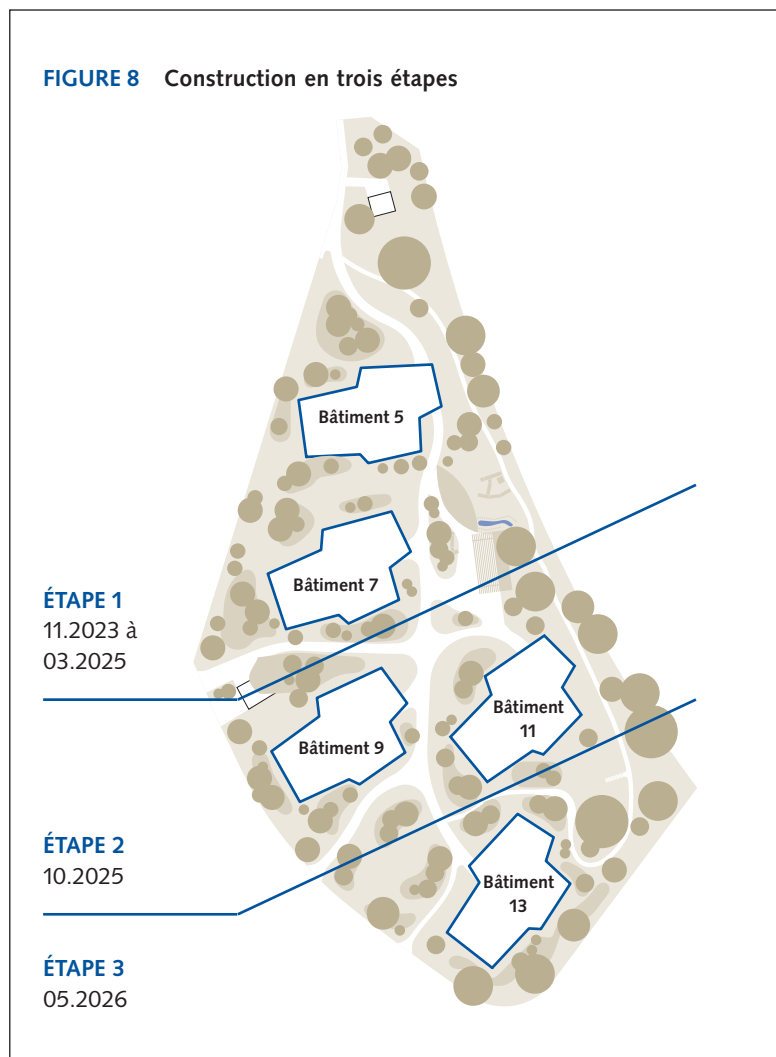 FIGURE 8 Construction en trois étapes
Bâtiment 5
Bâtiment 7
ÉTAPE 1
11.2023 à
03.2025
Bâtiment 9
Bâtiment
11
ÉTAPE 2
10.2025
Bâtiment
13
ÉTAPE 3
05.2026